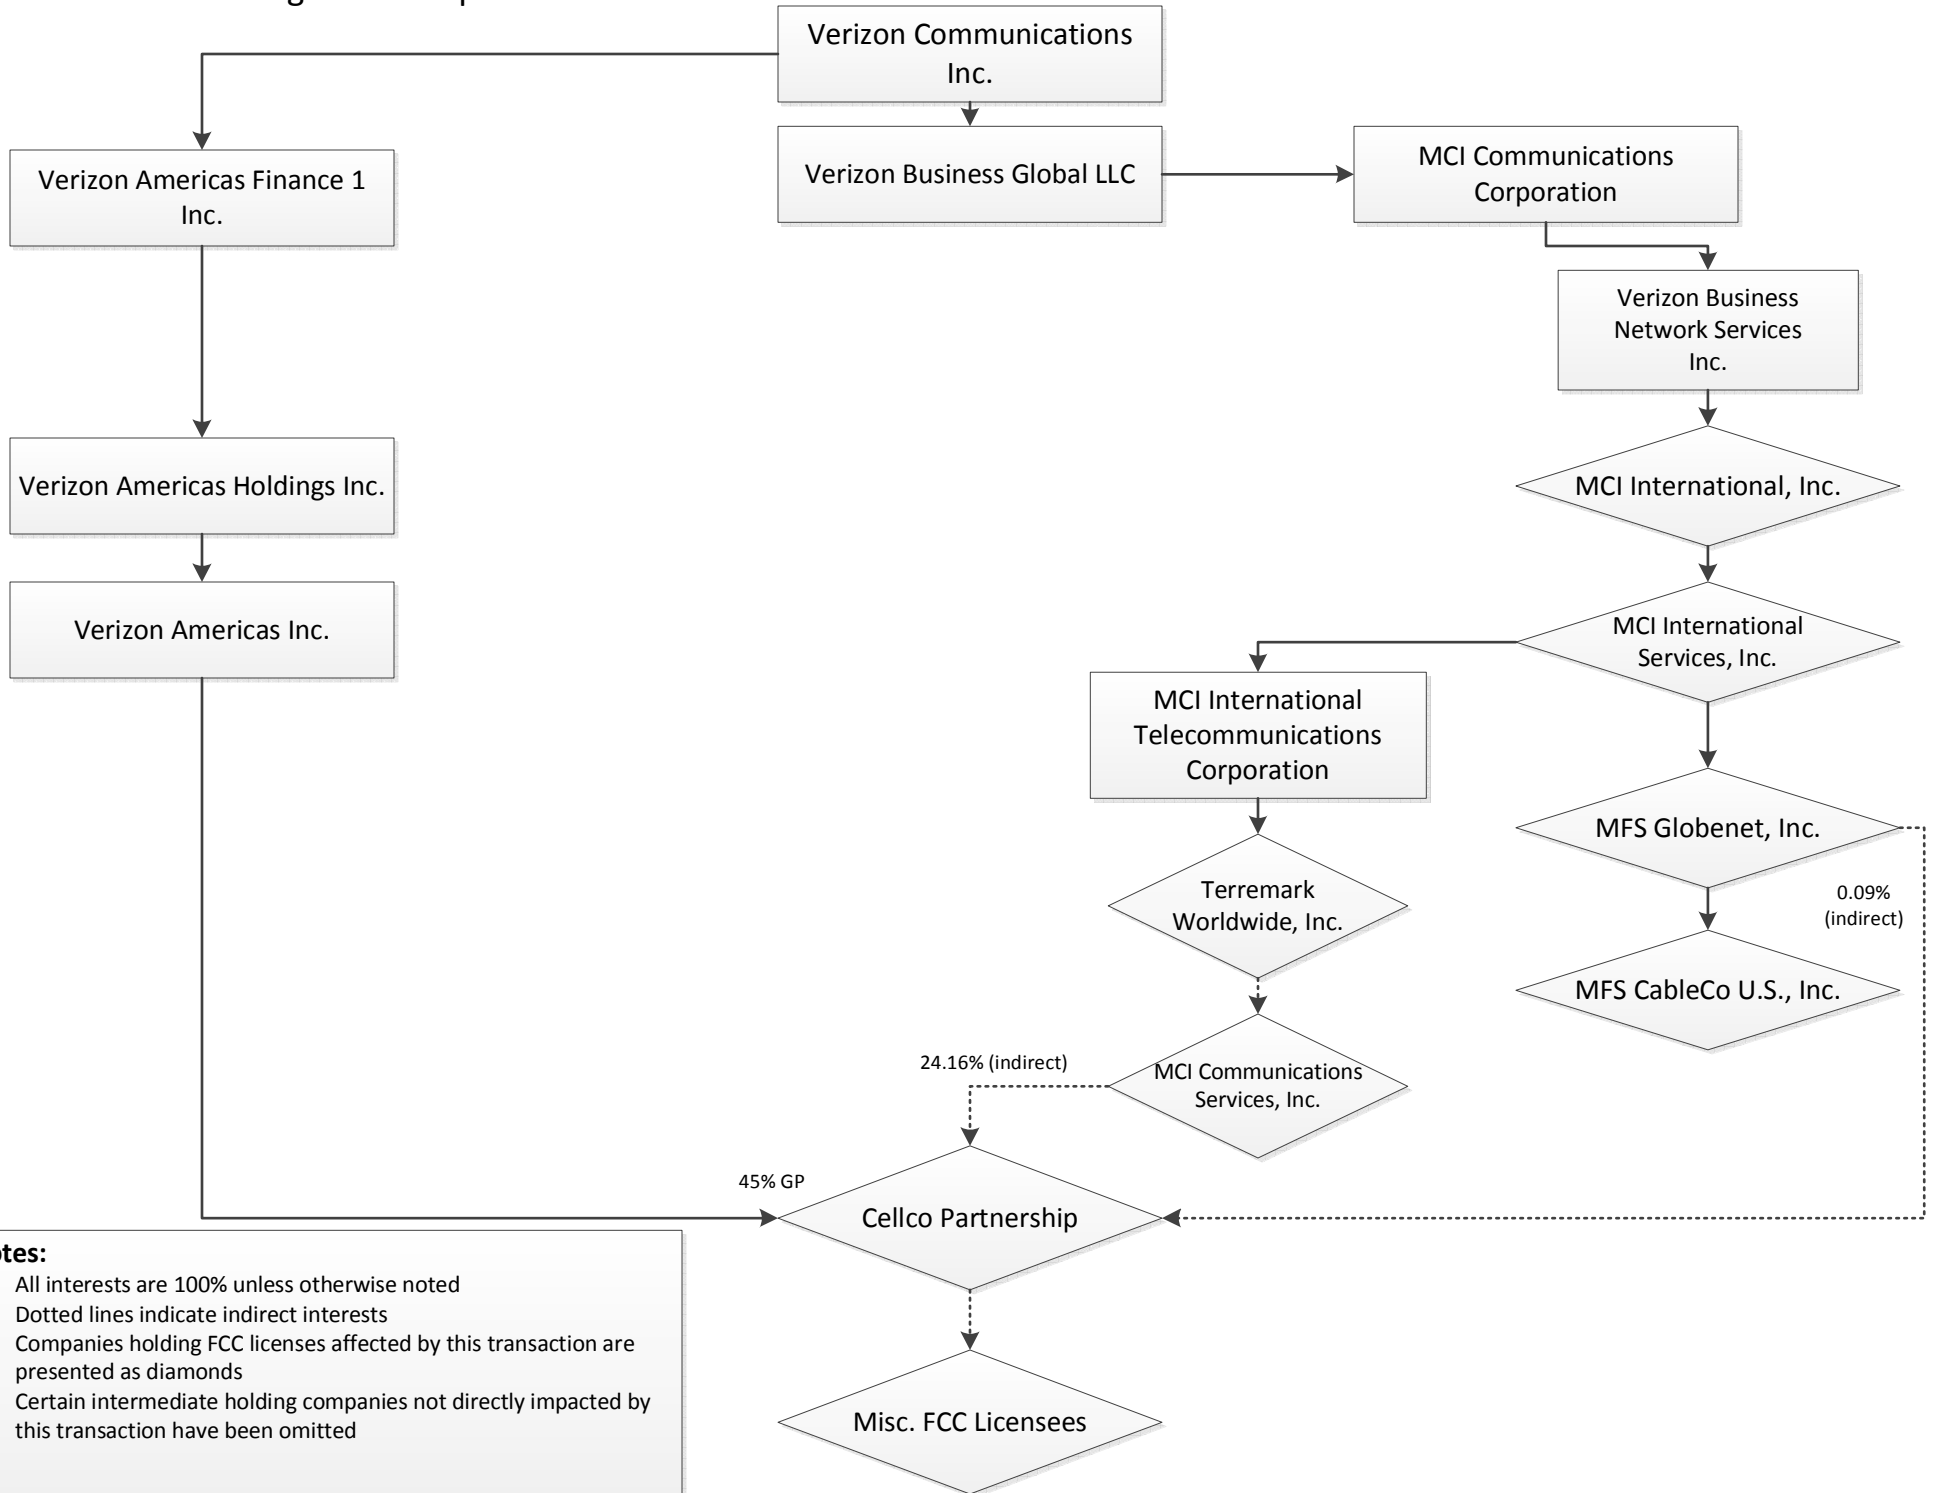 Verizon Communications
Inc.
Verizon Americas Finance 1
Inc.
Verizon Business Global LLC
MCI Communications
Corporation
Verizon Business
Network Services
Inc.
Verizon Americas Holdings Inc.
MCI International, Inc.
Verizon Americas Inc.
MCI International
Services, Inc.
MCI International
Telecommunications
Corporation
MFS Globenet, Inc.
Terremark
Worldwide, Inc.
0.09%
(indirect)
MFS CableCo U.S., Inc.
24.16% (indirect)
MCI Communications
Services, Inc.
45% GP
Cellco Partnership
Misc. FCC Licensees
tes:
All interests are 100% unless otherwise noted
Dotted lines indicate indirect interests
Companies holding FCC licenses affected by this transaction are
presented as diamonds
Certain intermediate holding companies not directly impacted by
this transaction have been omitted